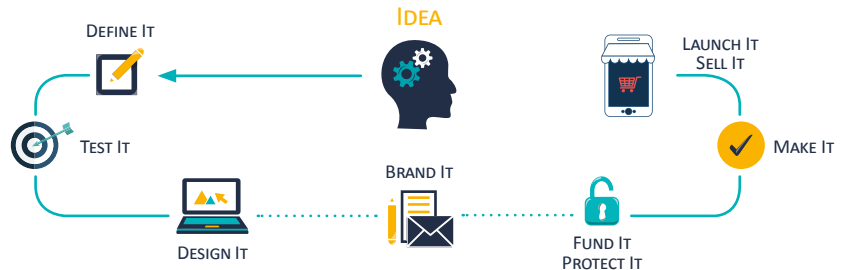 IDEA
DEFINE IT
TEST IT
DESIGN IT
BRAND IT
FUND IT
PROTECT IT
MAKE IT
LAUNCH IT
SELL IT